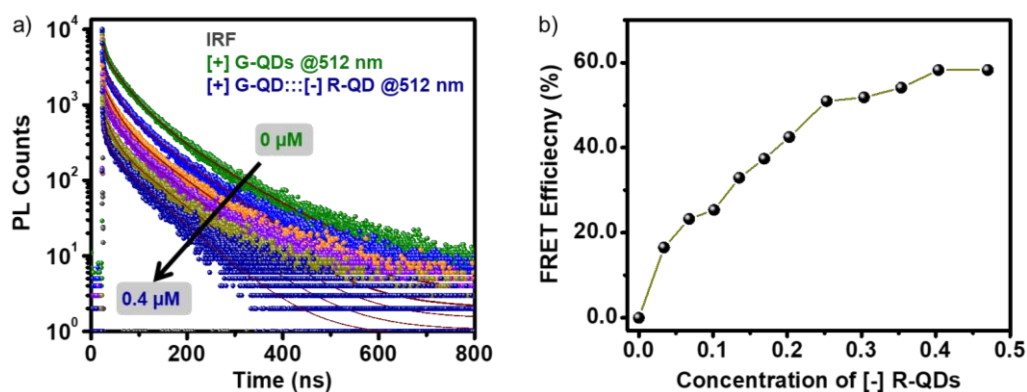 a)
IRF
[+] G-QDs @512 nm
[+] G-QD:::[-] R-QD @512 nm
0 µM
0.4 µM
PL Counts
10⁴
10³
10²
10¹
10⁰
0 200 400 600 800
Time (ns)
b)
FRET Efficiecny (%)
60.0
40.0
20.0
0.0
0.0 0.1 0.2 0.3 0.4 0.5
Concentration of [-] R-QDs